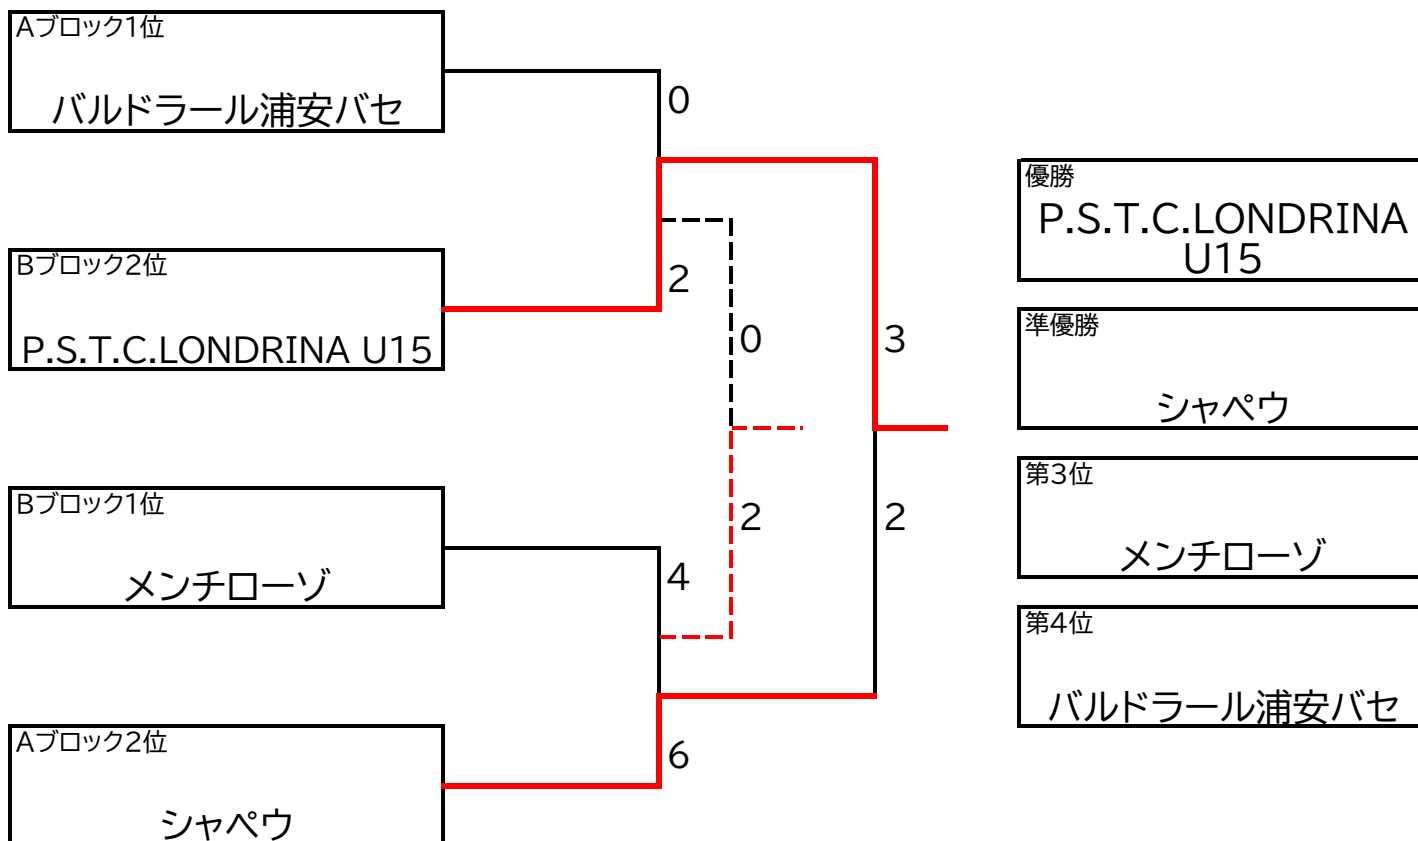 Aブロック1位
バルドラール浦安バセ
0
Bブロック2位
P.S.T.C.LONDRINA U15
2
0
3
Bブロック1位
メンチローゾ
4
2
2
Aブロック2位
シャペウ
6
優勝
P.S.T.C.LONDRINA
U15
準優勝
シャペウ
第3位
メンチローゾ
第4位
バルドラール浦安バセ